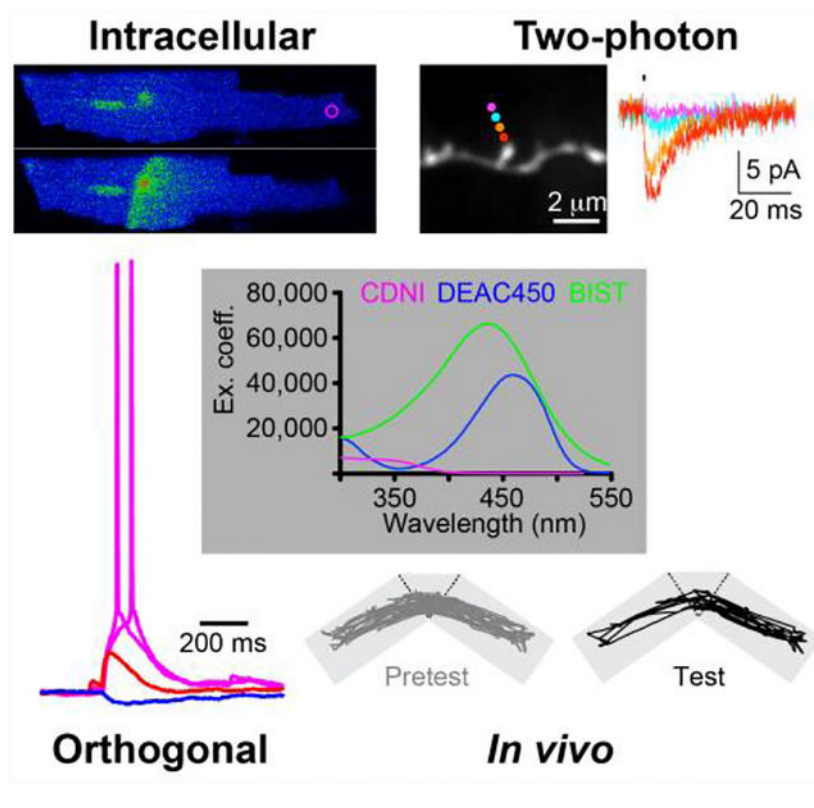 Intracellular
Two-photon
5 pA
20 ms
2 μm
CDNI DEAC450 BIST
80,000
60,000
40,000
20,000
Ex. coeff.
350 450 550
Wavelength (nm)
200 ms
Pretest
Test
Orthogonal
In vivo